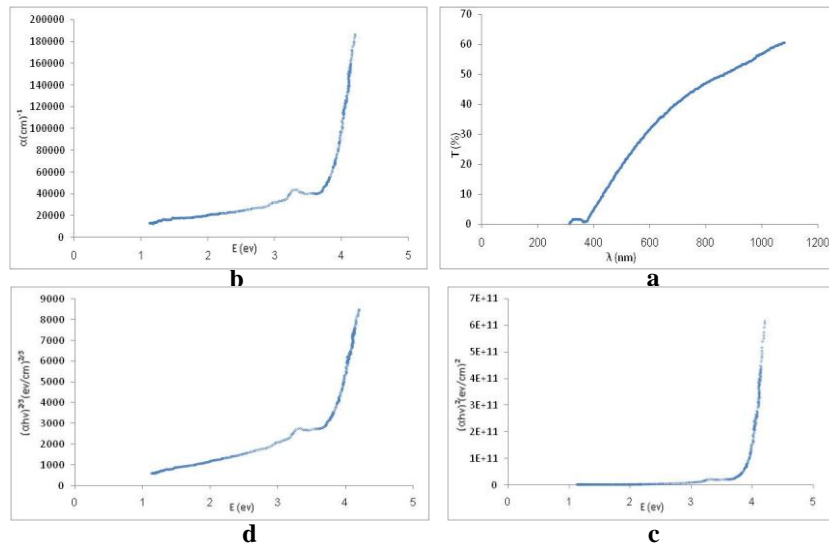 200000
180000
160000
140000
120000
100000
80000
60000
40000
20000
0
α(cm)⁻¹
0 1 2 3 4 5
E (ev)
b
70
60
50
40
30
20
10
0
T (%)
0 200 400 600 800 1000 1200
λ (nm)
a
9000
8000
7000
6000
5000
4000
3000
2000
1000
0
(αhν)²ᐟ³(ev/cm)²ᐟ³
0 1 2 3 4 5
E (ev)
d
7E+11
6E+11
5E+11
4E+11
3E+11
2E+11
1E+11
0
(αhν)²(ev/cm)²
0 1 2 3 4 5
E (ev)
c